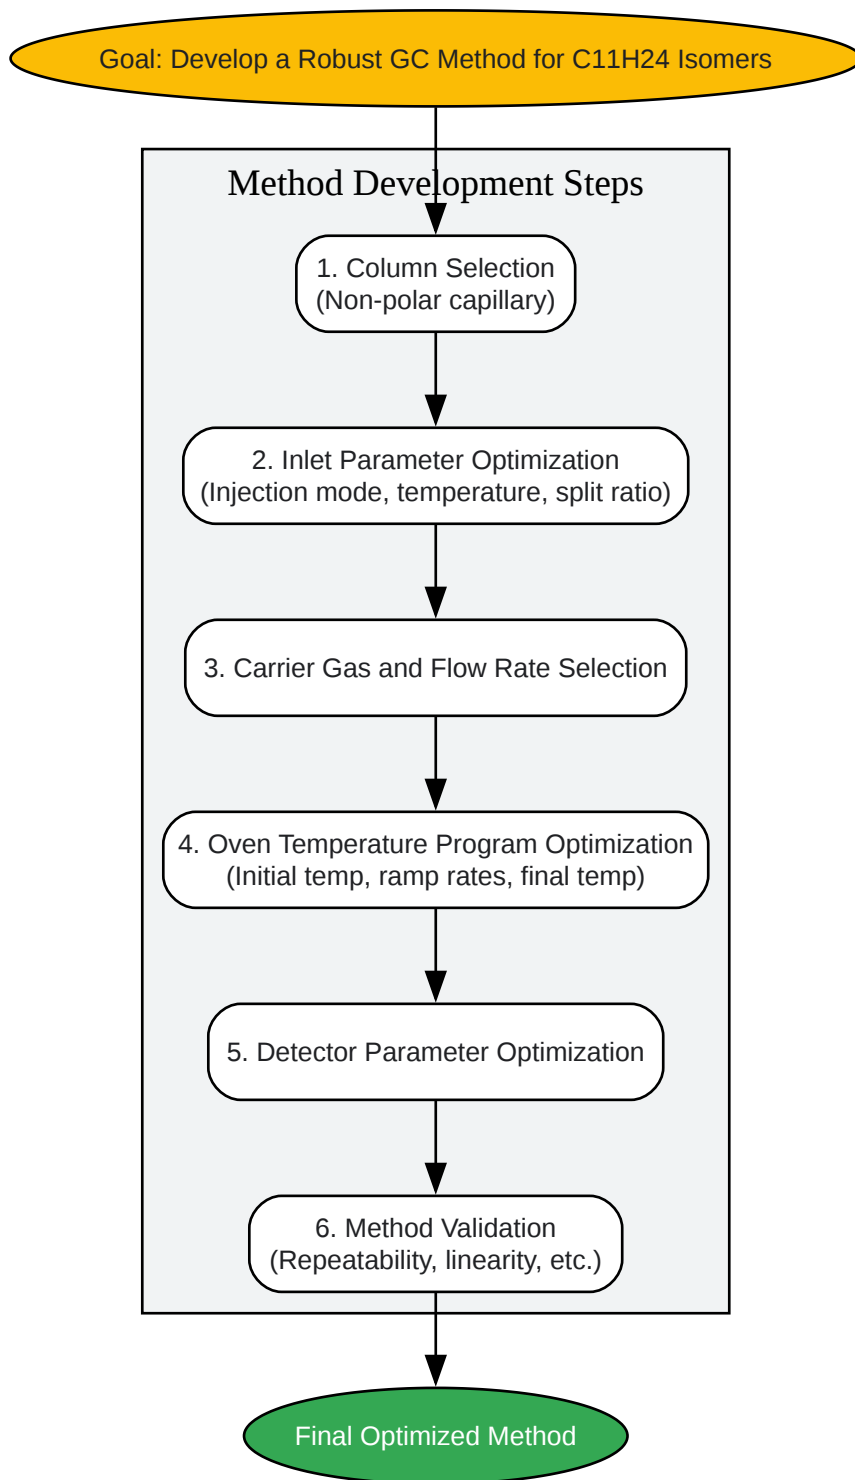 Goal: Develop a Robust GC Method for C11H24 Isomers
Method Development Steps
1. Column Selection
(Non-polar capillary)
2. Inlet Parameter Optimization
(Injection mode, temperature, split ratio)
3. Carrier Gas and Flow Rate Selection
4. Oven Temperature Program Optimization
(Initial temp, ramp rates, final temp)
5. Detector Parameter Optimization
6. Method Validation
(Repeatability, linearity, etc.)
Final Optimized Method